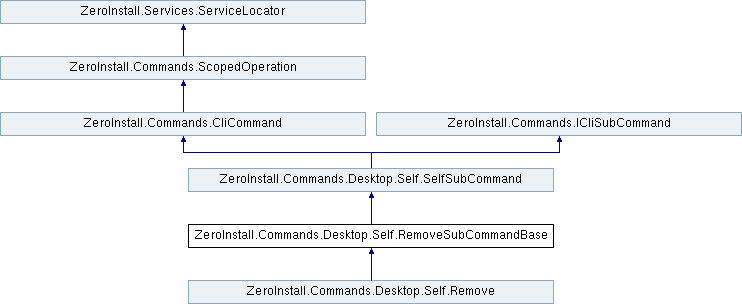 ZeroInstall.Services.ServiceLocator
ZeroInstall.Commands.ScopedOperation
ZeroInstall.Commands.CliCommand
ZeroInstall.Commands.ICliSubCommand
ZeroInstall.Commands.Desktop.Self.SelfSubCommand
ZeroInstall.Commands.Desktop.Self.RemoveSubCommandBase
ZeroInstall.Commands.Desktop.Self.Remove